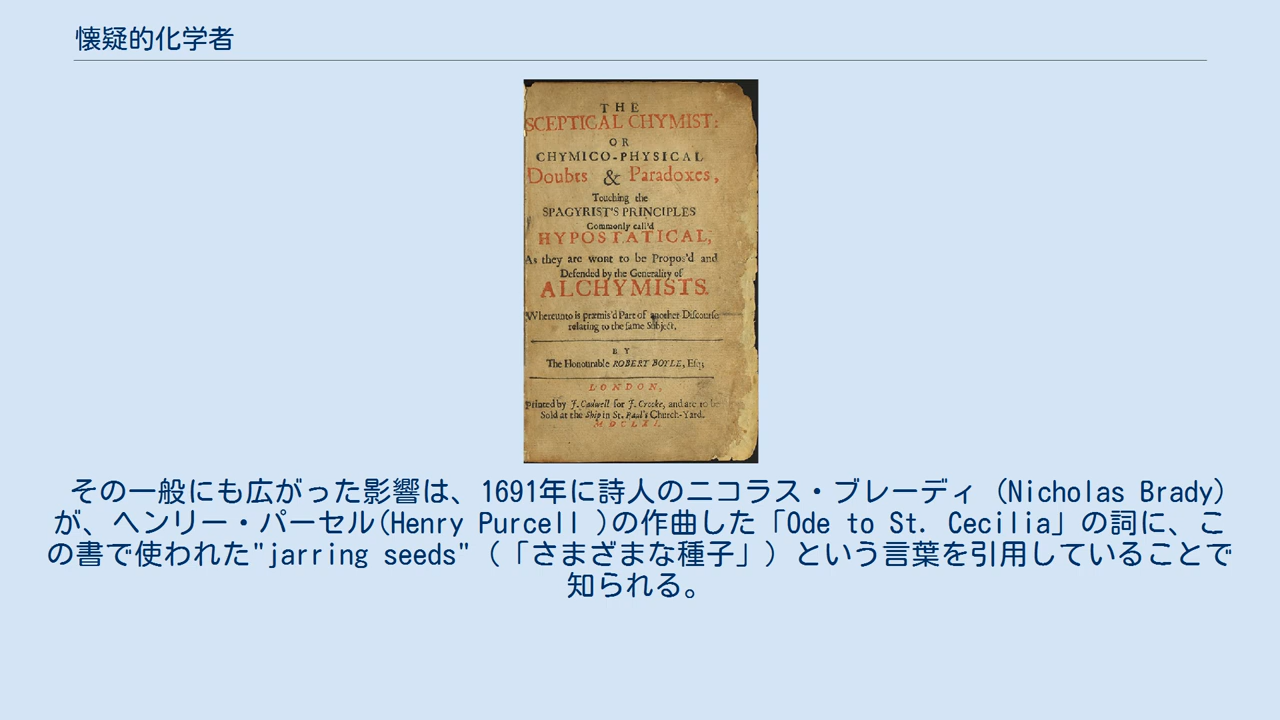 懐疑的化学者
THE
SCEPTICAL CHYMIST:
OR
CHYMICO-PHYSICAL
Doubts & Paradoxes,
Touching the
SPAGYRIST'S PRINCIPLES
Commonly call'd
HYPOSTATICAL,
As they are wont to be Propos'd and
Defended by the Generality of
ALCHYMISTS.
Whereunto is præmis'd Part of another Discourse
relating to the same Subject.
BY
The Honourable ROBERT BOYLE, Esq;
LONDON,
Printed by J. Cadwell for J. Crooke, and are to be
Sold at the Ship in St. Paul's Church-Yard.
MDCLXI.
その一般にも広がった影響は、1691年に詩人のニコラス・ブレーディ (Nicholas Brady)
が、ヘンリー・パーセル(Henry Purcell )の作曲した「Ode to St. Cecilia」の詞に、こ
の書で使われた"jarring seeds"（「さまざまな種子」）という言葉を引用していることで
知られる。